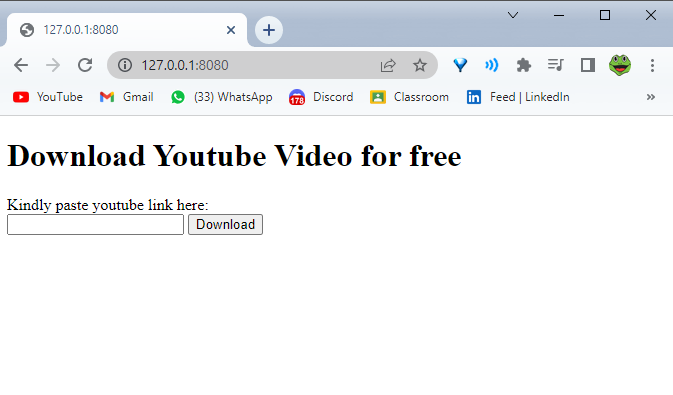 127.0.0.1:8080
127.0.0.1:8080
YouTube Gmail (33) WhatsApp 178 Discord Classroom Feed | LinkedIn »
Download Youtube Video for free
Kindly paste youtube link here:
Download